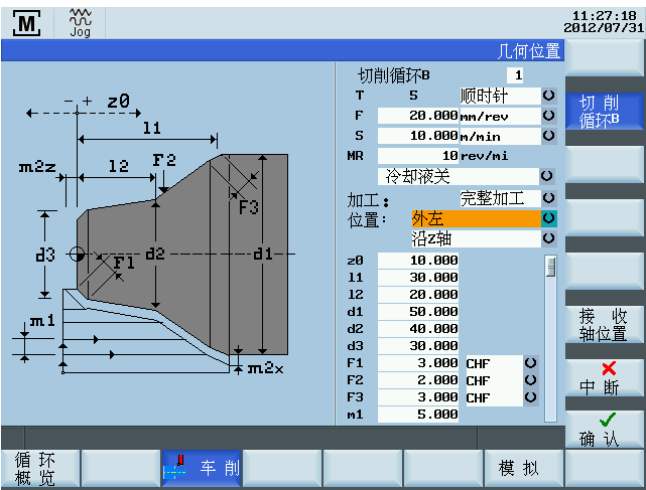 M
Jog
11:27:18
2012/07/31
几何位置
切削循环B 1
T 5 顺时针
F 20.000 mm/rev
S 10.000 m/min
MR 10 rev/mi
冷却液关
加工: 完整加工
位置: 外左
沿z轴
z0 10.000
l1 30.000
l2 20.000
d1 50.000
d2 40.000
d3 30.000
F1 3.000 CHF
F2 2.000 CHF
F3 3.000 CHF
m1 5.000
- + z0
l1
m2z l2 F2
F3
d3 F1 d2 d1
m1
m2x
切 削
循环B
接 收
轴位置
中 断
确 认
循 环
概 览
车 削
模 拟